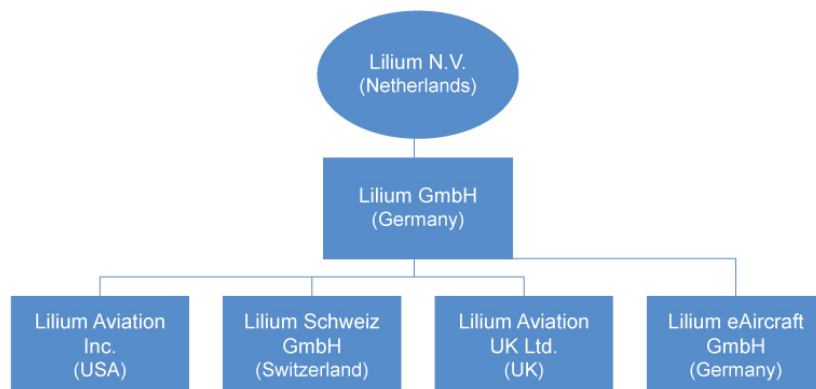 Lilium N.V.
(Netherlands)
Lilium GmbH
(Germany)
Lilium Aviation
Inc.
(USA)
Lilium Schweiz
GmbH
(Switzerland)
Lilium Aviation
UK Ltd.
(UK)
Lilium eAircraft
GmbH
(Germany)